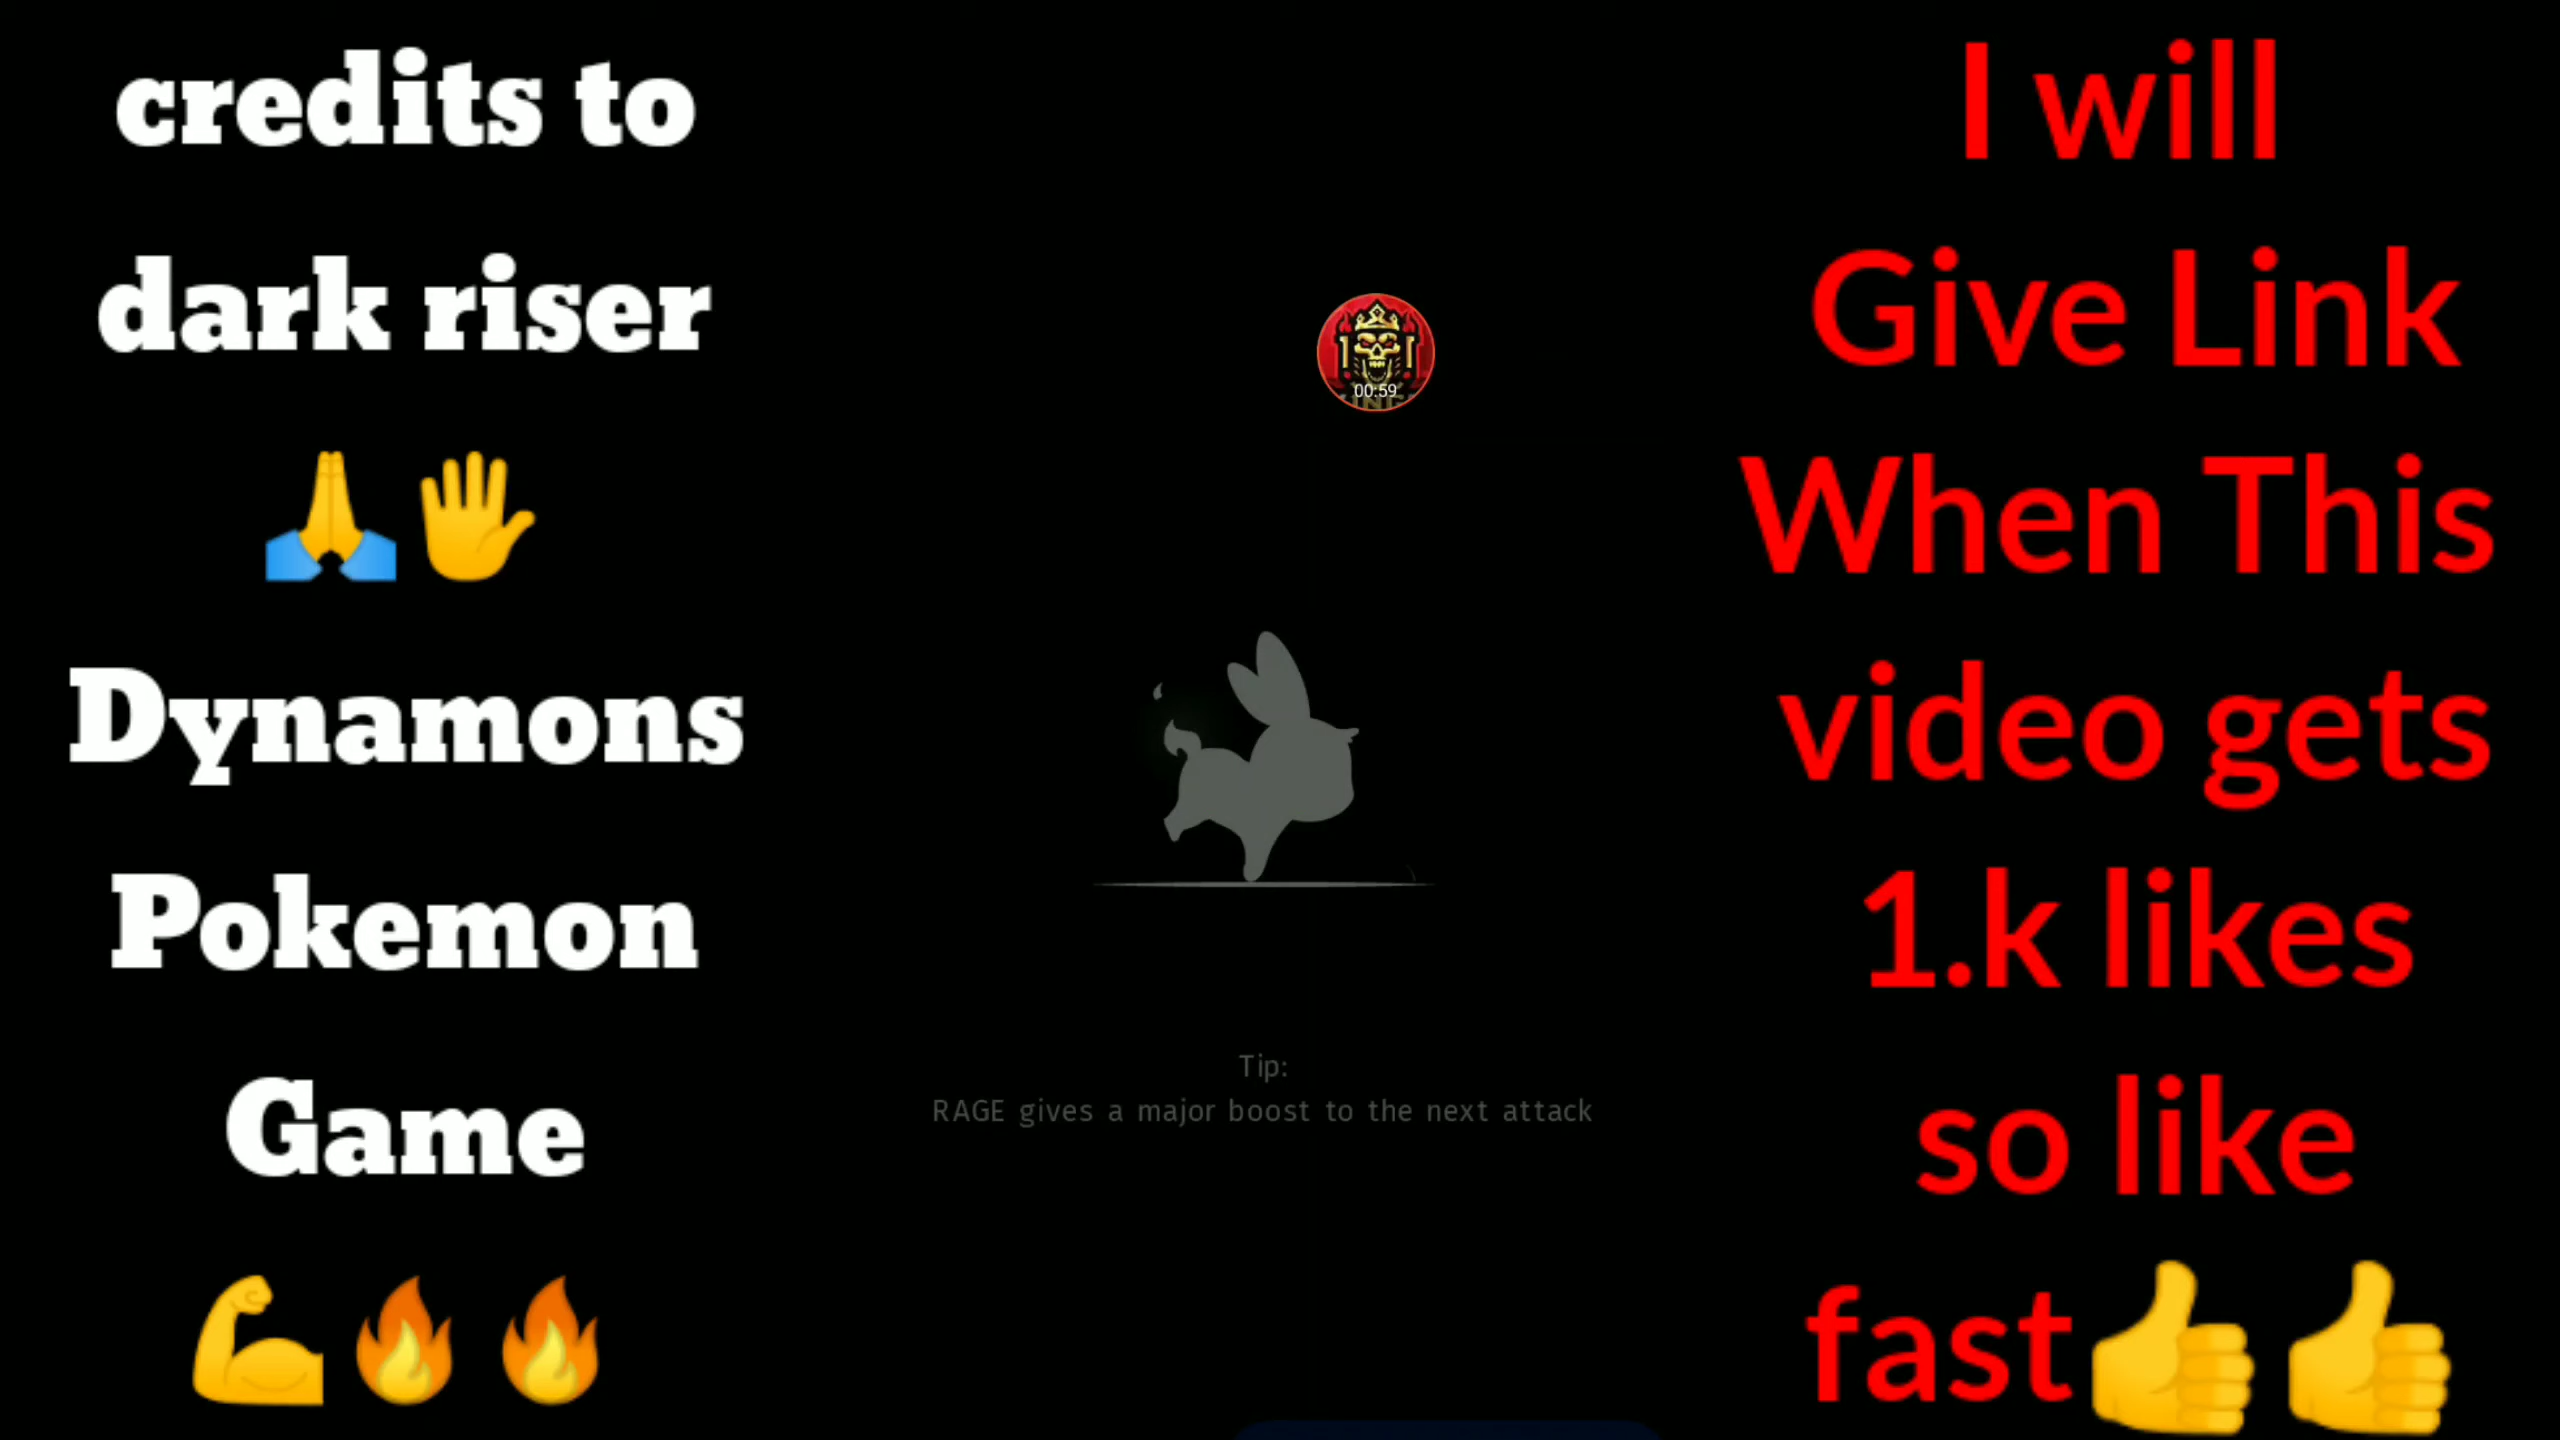 credits to
dark riser
🙏🖐
Dynamons
Pokemon
Game
💪🔥🔥
00:59
Tip:
RAGE gives a major boost to the next attack
I will
Give Link
When This
video gets
1.k likes
so like
fast👍👍